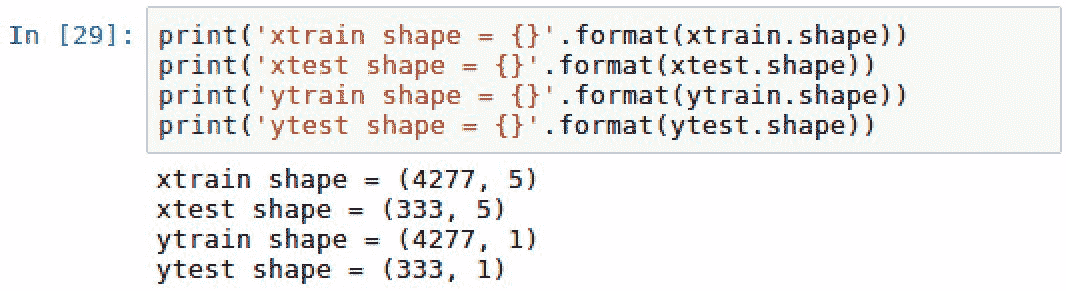 In [29]: print('xtrain shape = {}'.format(xtrain.shape))
print('xtest shape = {}'.format(xtest.shape))
print('ytrain shape = {}'.format(ytrain.shape))
print('ytest shape = {}'.format(ytest.shape))
xtrain shape = (4277, 5)
xtest shape = (333, 5)
ytrain shape = (4277, 1)
ytest shape = (333, 1)